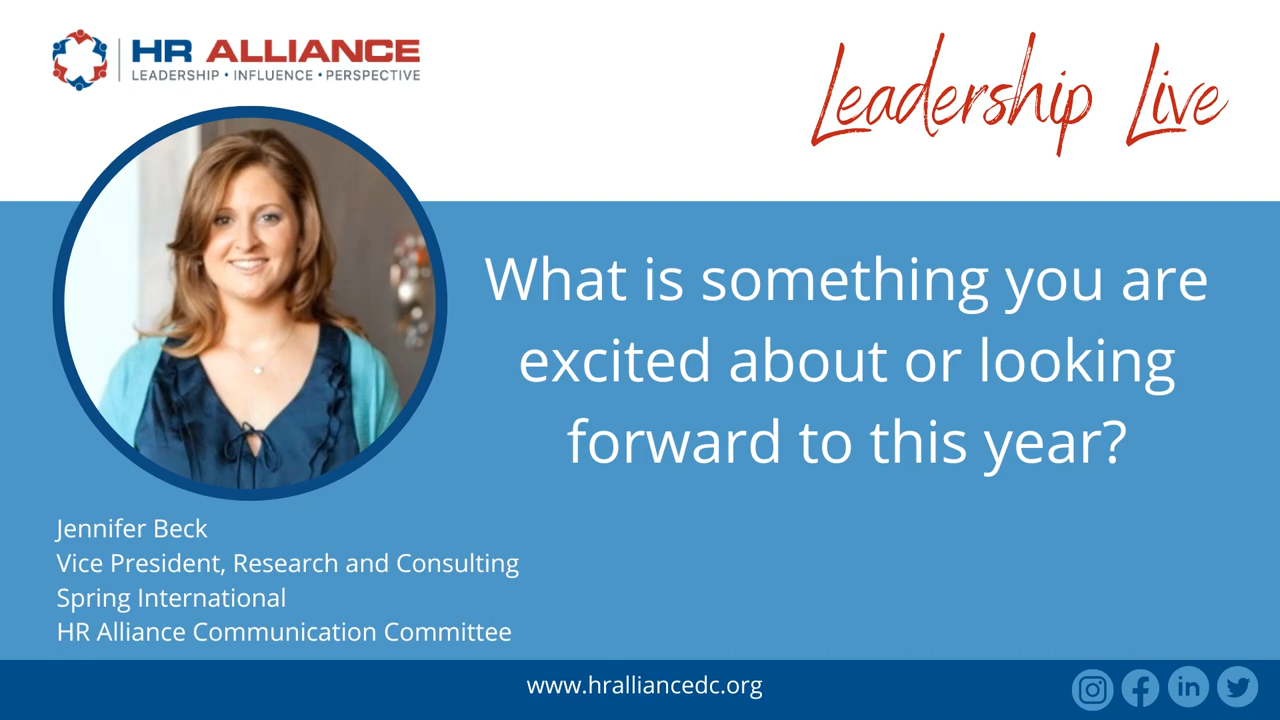 HR ALLIANCE
LEADERSHIP • INFLUENCE • PERSPECTIVE
Leadership Live
What is something you are
excited about or looking
forward to this year?
Jennifer Beck
Vice President, Research and Consulting
Spring International
HR Alliance Communication Committee
www.hralliancedc.org
in